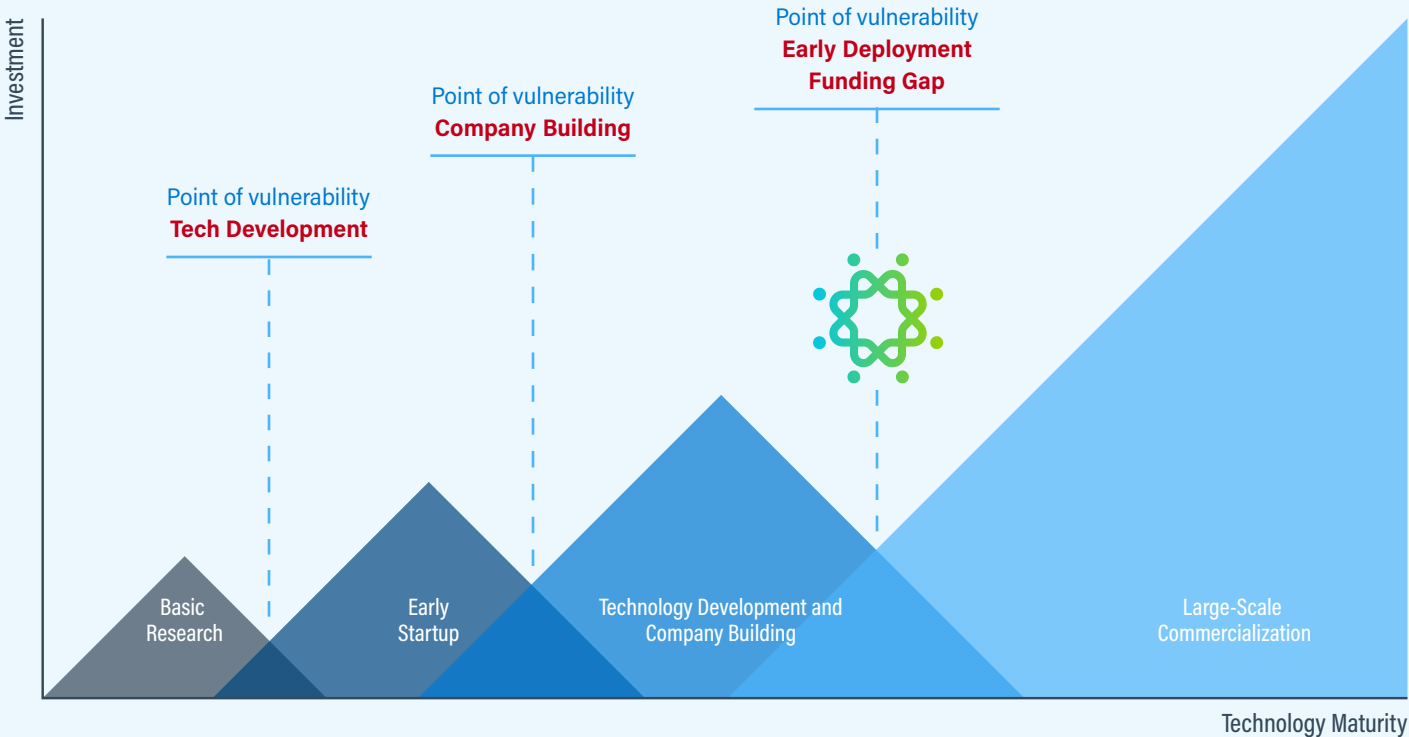 Investment
Point of vulnerability
Early Deployment
Funding Gap
Point of vulnerability
Company Building
Point of vulnerability
Tech Development
Basic
Research
Early
Startup
Technology Development and
Company Building
Large-Scale
Commercialization
Technology Maturity